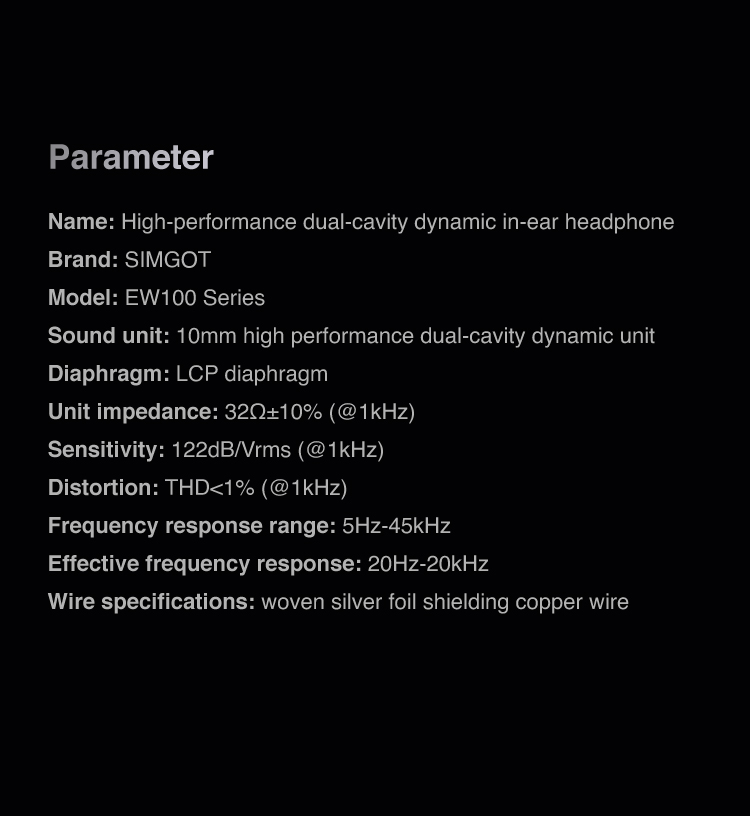 Parameter
Name: High-performance dual-cavity dynamic in-ear headphone
Brand: SIMGOT
Model: EW100 Series
Sound unit: 10mm high performance dual-cavity dynamic unit
Diaphragm: LCP diaphragm
Unit impedance: 32Ω±10% (@1kHz)
Sensitivity: 122dB/Vrms (@1kHz)
Distortion: THD<1% (@1kHz)
Frequency response range: 5Hz-45kHz
Effective frequency response: 20Hz-20kHz
Wire specifications: woven silver foil shielding copper wire